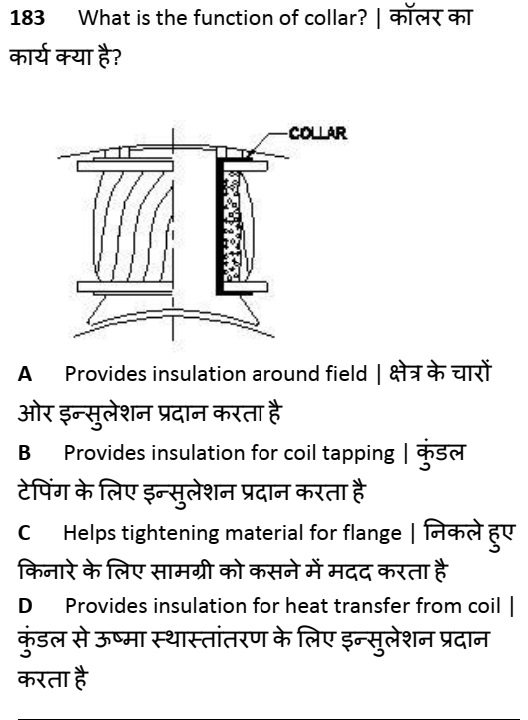 183 What is the function of collar? | कॉलर का
कार्य क्या है?
COLLAR
A Provides insulation around field | क्षेत्र के चारों
ओर इन्सुलेशन प्रदान करता है
B Provides insulation for coil tapping | कुंडल
टेपिंग के लिए इन्सुलेशन प्रदान करता है
C Helps tightening material for flange | निकले हुए
किनारे के लिए सामग्री को कसने में मदद करता है
D Provides insulation for heat transfer from coil |
कुंडल से ऊष्मा स्थास्तांतरण के लिए इन्सुलेशन प्रदान
करता है